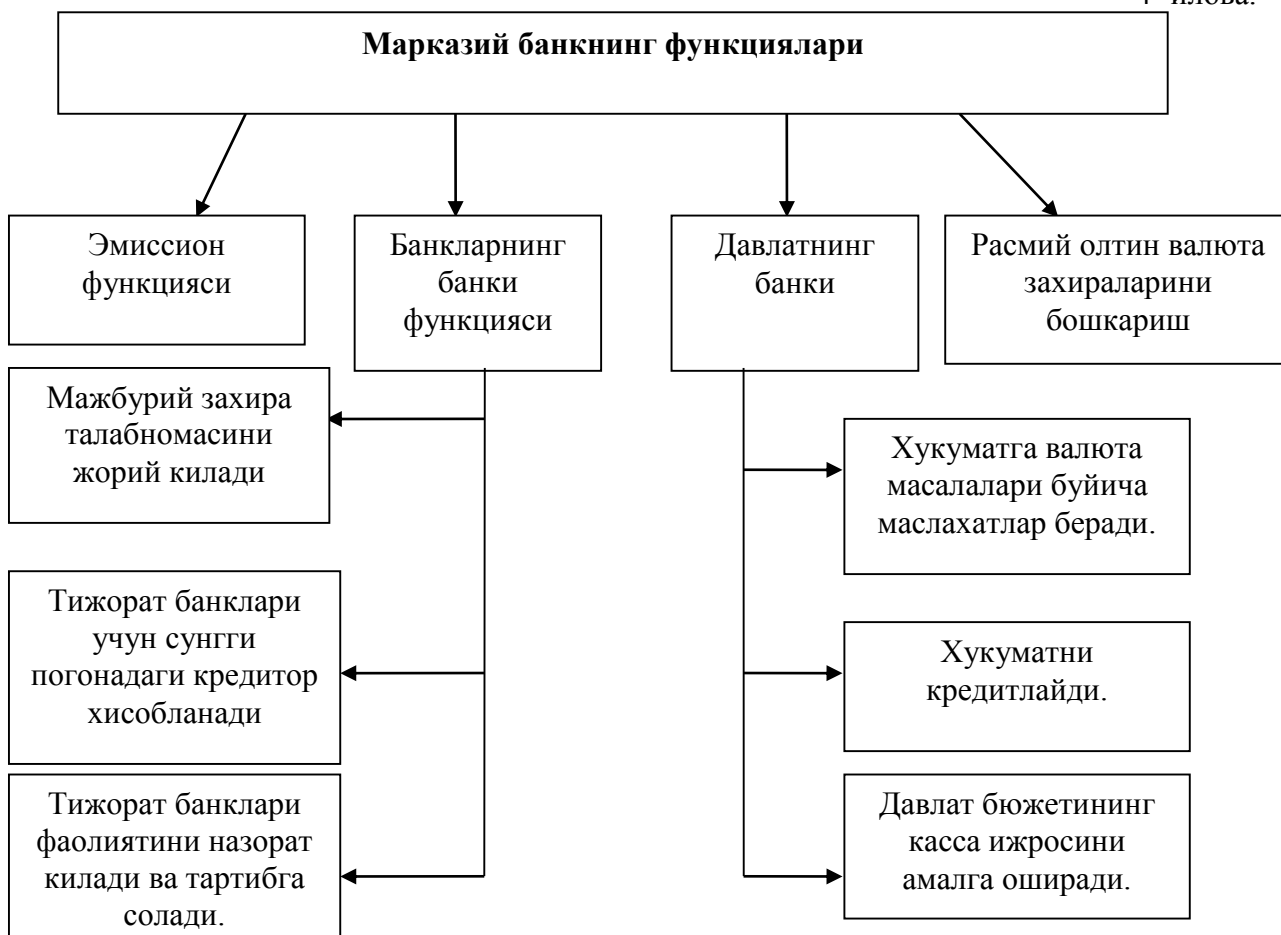 илова.
Марказий банкнинг функциялари
Эмиссион
функцияси
Банкларнинг
банки
функцияси
Давлатнинг
банки
Расмий олтин валюта
захираларини
бошкариш
Мажбурий захира
талабномасини
жорий килади
Тижорат банклари
учун сунгги
погонадаги кредитор
хисобланади
Тижорат банклари
фаолиятини назорат
килади ва тартибга
солади.
Хукуматга валюта
масалалари буйича
маслахатлар беради.
Хукуматни
кредитлайди.
Давлат бюжетининг
касса ижросини
амалга оширади.